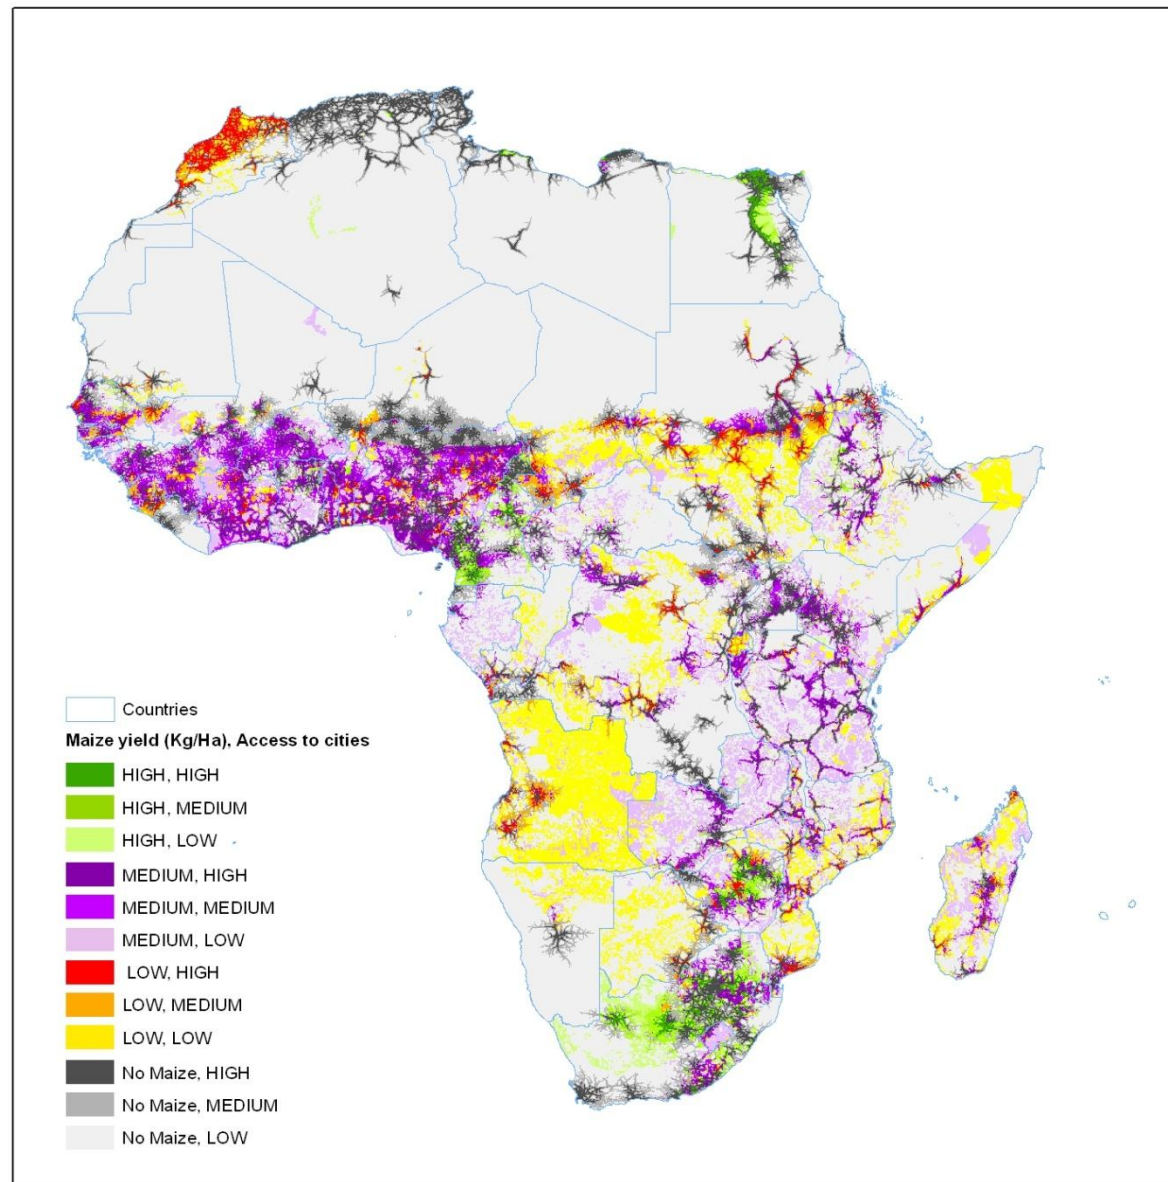 Countries
Maize yield (Kg/Ha), Access to cities
HIGH, HIGH
HIGH, MEDIUM
HIGH, LOW
MEDIUM, HIGH
MEDIUM, MEDIUM
MEDIUM, LOW
LOW, HIGH
LOW, MEDIUM
LOW, LOW
No Maize, HIGH
No Maize, MEDIUM
No Maize, LOW